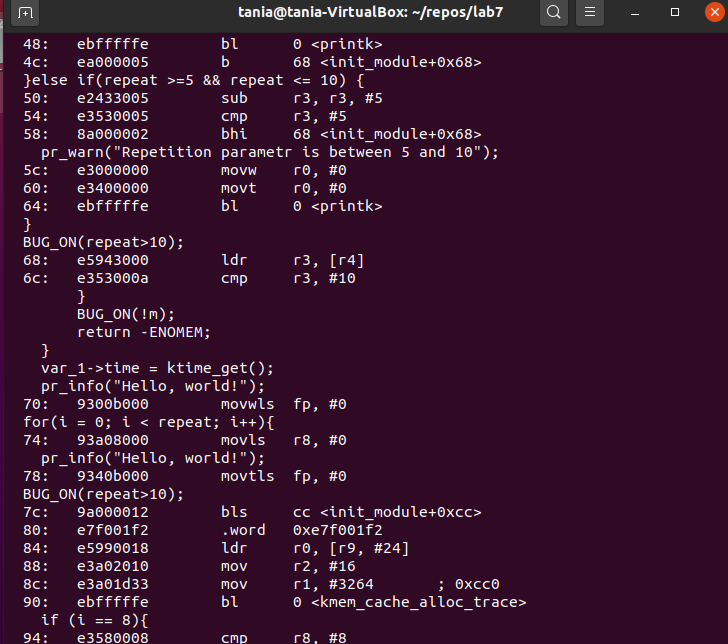 tania@tania-VirtualBox: ~/repos/lab7
48: ebfffffe bl 0 <printk>
4c: ea000005 b 68 <init_module+0x68>
}else if(repeat >=5 && repeat <= 10) {
50: e2433005 sub r3, r3, #5
54: e3530005 cmp r3, #5
58: 8a000002 bhi 68 <init_module+0x68>
pr_warn("Repetition parametr is between 5 and 10");
5c: e3000000 movw r0, #0
60: e3400000 movt r0, #0
64: ebfffffe bl 0 <printk>
}
BUG_ON(repeat>10);
68: e5943000 ldr r3, [r4]
6c: e353000a cmp r3, #10
}
BUG_ON(!m);
return -ENOMEM;
}
var_1->time = ktime_get();
pr_info("Hello, world!");
70: 9300b000 movwls fp, #0
for(i = 0; i < repeat; i++){
74: 93a08000 movls r8, #0
pr_info("Hello, world!");
78: 9340b000 movtls fp, #0
BUG_ON(repeat>10);
7c: 9a000012 bls cc <init_module+0xcc>
80: e7f001f2 .word 0xe7f001f2
84: e5990018 ldr r0, [r9, #24]
88: e3a02010 mov r2, #16
8c: e3a01d33 mov r1, #3264 ; 0xcc0
90: ebfffffe bl 0 <kmem_cache_alloc_trace>
if (i == 8){
94: e3580008 cmp r8, #8